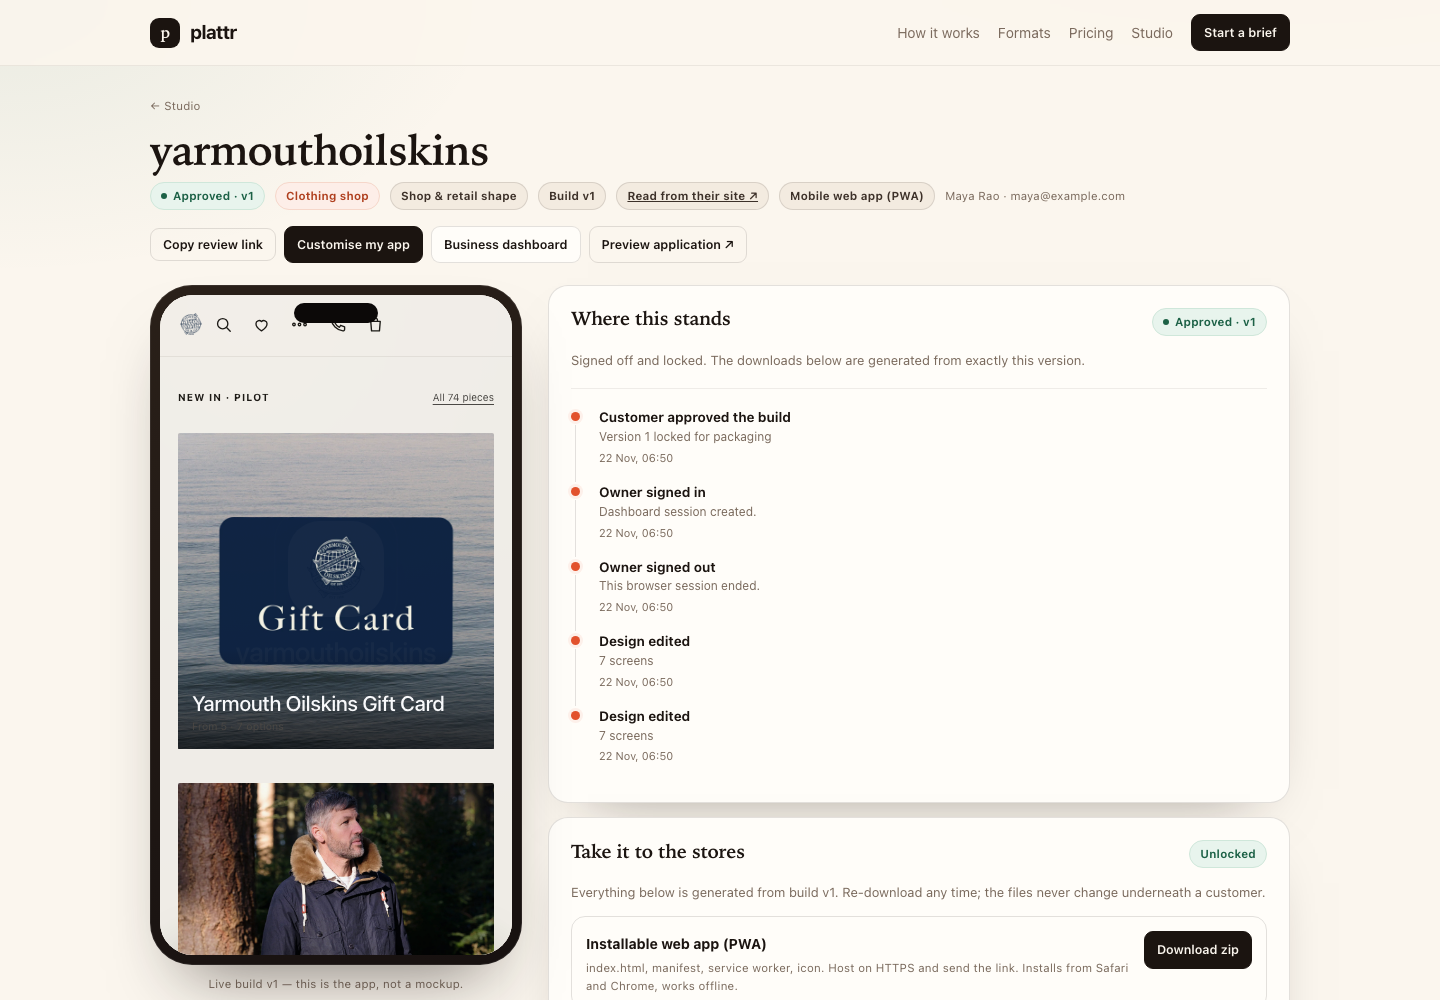 p plattr
How it works Formats Pricing Studio Start a brief
← Studio
yarmouthoilskins
Approved · v1 Clothing shop Shop & retail shape Build v1 Read from their site ↗ Mobile web app (PWA) Maya Rao · maya@example.com
Copy review link Customise my app Business dashboard Preview application ↗
NEW IN · PILOT All 74 pieces
YARMOUTH
OILSKINS
Gift Card
yarmouthoilskins
Yarmouth Oilskins Gift Card
Live build v1 — this is the app, not a mockup.
Where this stands Approved · v1
Signed off and locked. The downloads below are generated from exactly this version.
Customer approved the build
Version 1 locked for packaging
22 Nov, 06:50
Owner signed in
Dashboard session created.
22 Nov, 06:50
Owner signed out
This browser session ended.
22 Nov, 06:50
Design edited
7 screens
22 Nov, 06:50
Design edited
7 screens
22 Nov, 06:50
Take it to the stores Unlocked
Everything below is generated from build v1. Re-download any time; the files never change underneath a customer.
Installable web app (PWA) Download zip
index.html, manifest, service worker, icon. Host on HTTPS and send the link. Installs from Safari
and Chrome, works offline.